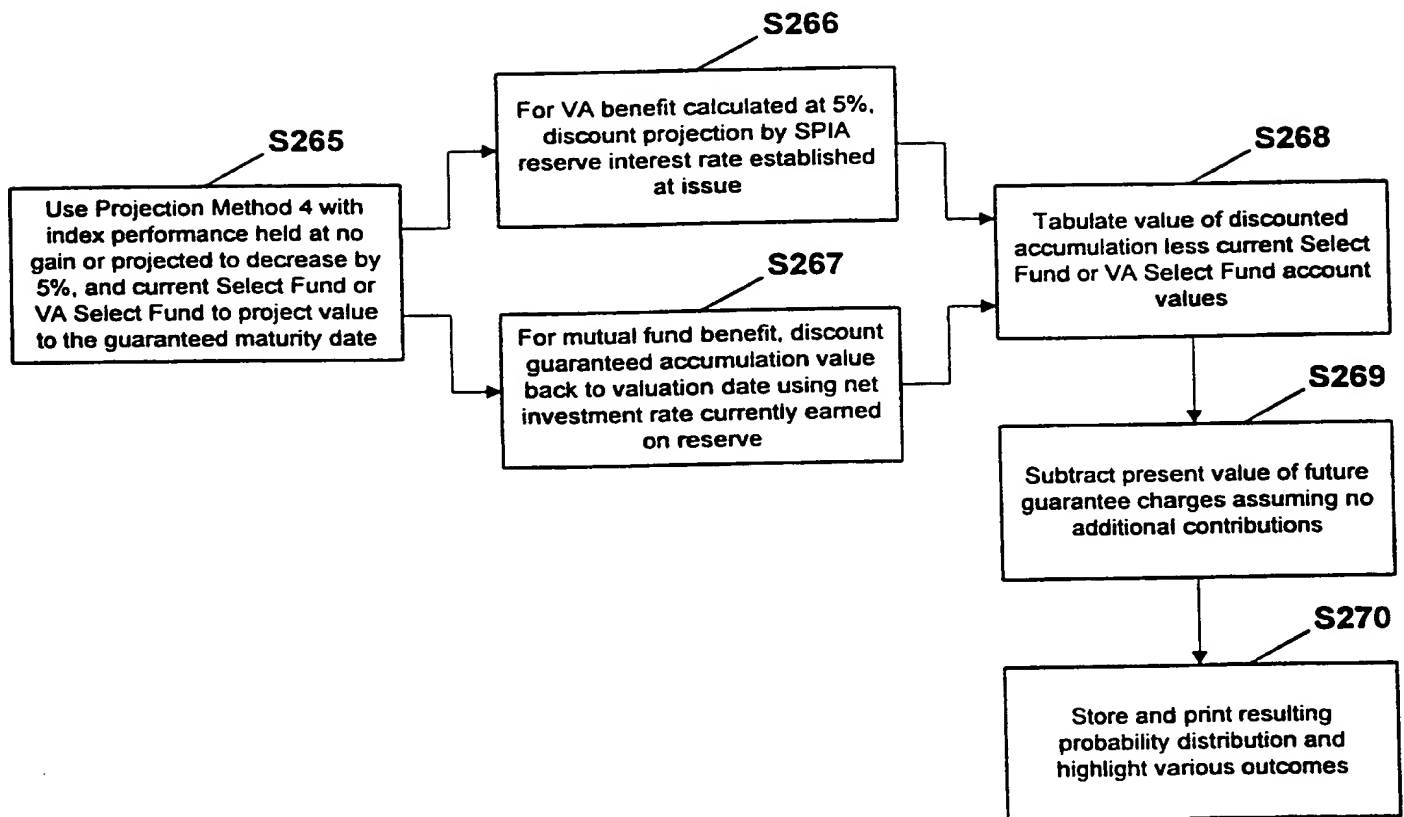 S265
Use Projection Method 4 with
index performance held at no
gain or projected to decrease by
5%, and current Select Fund or
VA Select Fund to project value
to the guaranteed maturity date
S266
For VA benefit calculated at 5%,
discount projection by SPIA
reserve interest rate established
at issue
S267
For mutual fund benefit, discount
guaranteed accumulation value
back to valuation date using net
investment rate currently earned
on reserve
S268
Tabulate value of discounted
accumulation less current Select
Fund or VA Select Fund account
values
S269
Subtract present value of future
guarantee charges assuming no
additional contributions
S270
Store and print resulting
probability distribution and
highlight various outcomes